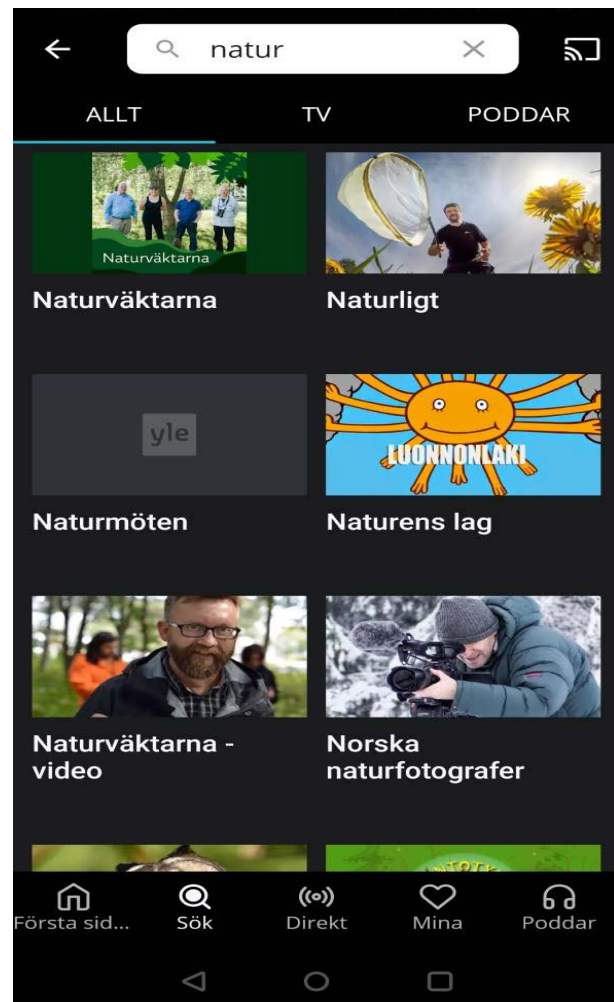 natur
ALLT TV PODDAR
Naturväktarna
Naturväktarna Naturligt
yle
LUONNONLAKI
Naturmöten Naturens lag
Naturväktarna -
video
Norska
naturfotografer
Första sid... Sök Direkt Mina Poddar